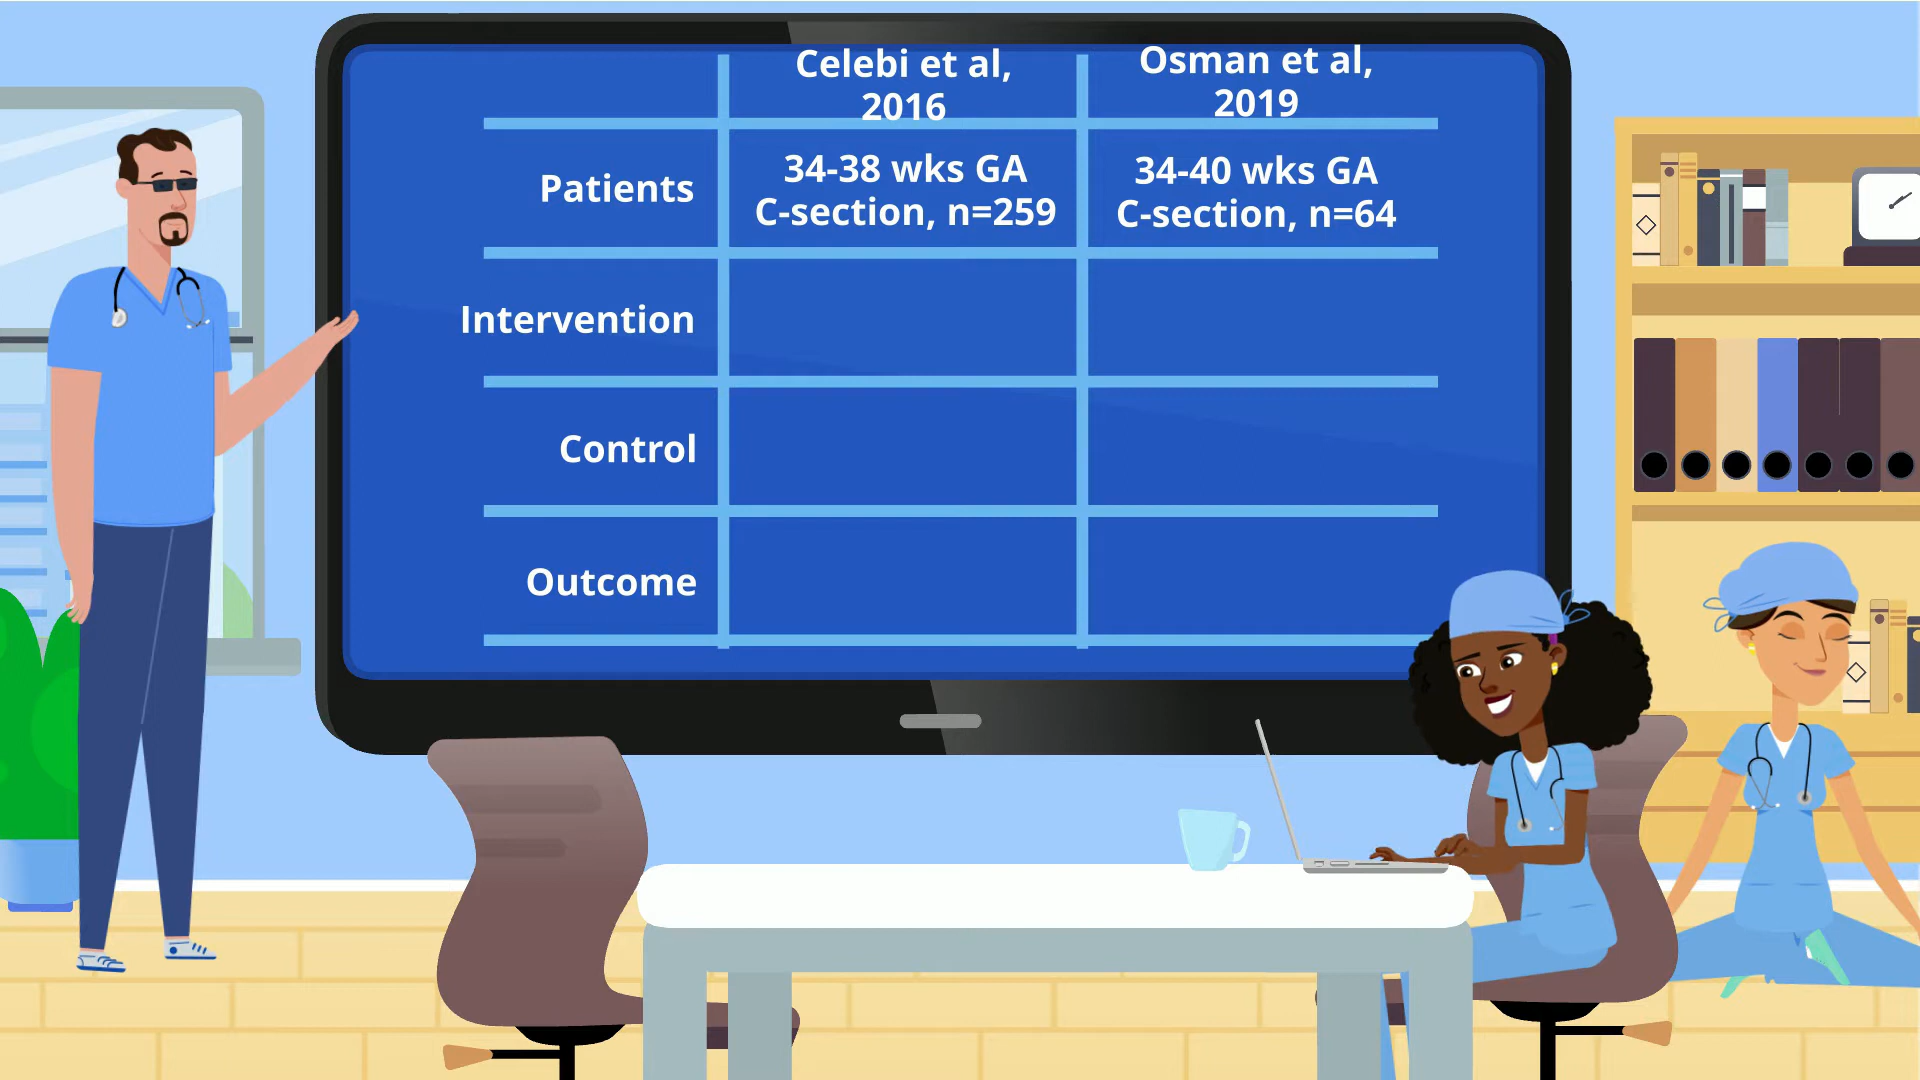 Celebi et al,
2016
Osman et al,
2019
Patients
34-38 wks GA
C-section, n=259
34-40 wks GA
C-section, n=64
Intervention
Control
Outcome